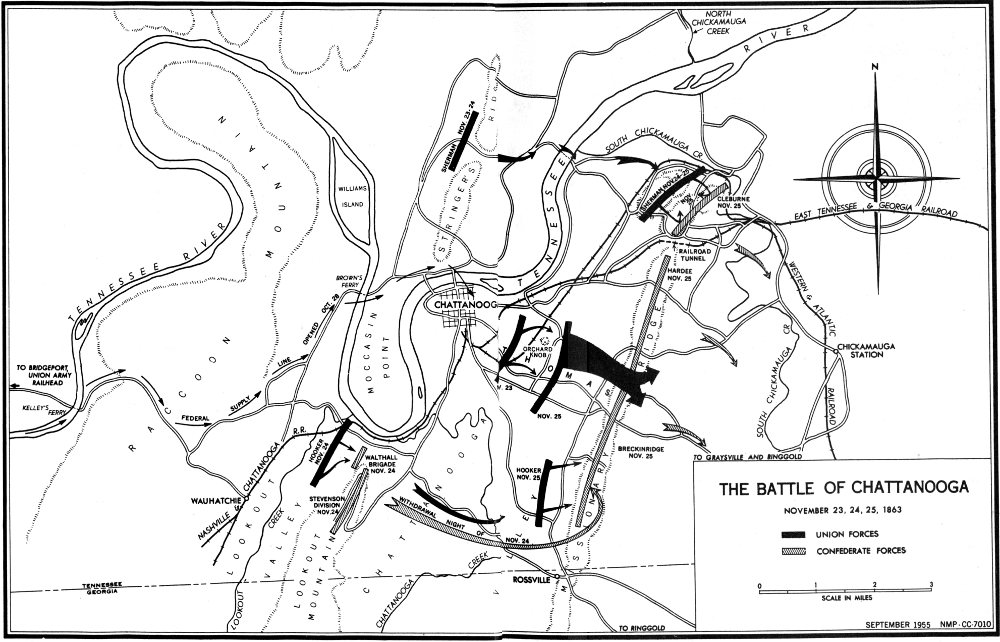 NORTH
CHICKAMAUGA
CREEK
RIVER
N
SHERMAN NOV. 23-24
STRINGER'S RIDGE
SOUTH CHICKAMAUGA CR
WILLIAMS
ISLAND
RACCOON MOUNTAIN
TENNESSEE RIVER
TENNESSEE
SHERMAN NOV 24-25
CLEBURNE
NOV. 25
EAST TENNESSEE & GEORGIA RAILROAD
RAILROAD
TUNNEL
HARDEE
NOV. 25
WESTERN & ATLANTIC
RAILROAD
BROWN'S
FERRY
OPENED OCT. 28
CHATTANOOG
MOCCASIN
POINT
ORCHARD
KNOB
THOMAS
V. 23
NOV. 25
CHICKAMAUGA
STATION
SOUTH CHICKAMAUGA CR
TO BRIDGEPORT,
UNION ARMY
RAILHEAD
KELLEY'S
FERRY
FEDERAL SUPPLY LINE
BRECKINRIDGE
NOV. 25
TO GRAYSVILLE AND RINGGOLD
HOOKER
NOV. 24
WALTHALL
BRIGADE
NOV. 24
HOOKER
NOV. 25
STEVENSON
DIVISION
NOV. 24
WAUHATCHIE
NASHVILLE & CHATTANOOGA R.R.
WITHDRAWAL NIGHT OF NOV. 24
LOOKOUT
VALLEY
LOOKOUT
MOUNTAIN
CHATTANOOGA
VALLEY
MISSIONARY RIDGE
LOOKOUT CREEK
CHATTANOOGA CREEK
ROSSVILLE
TENNESSEE
GEORGIA
TO RINGGOLD
THE BATTLE OF CHATTANOOGA
NOVEMBER 23, 24, 25, 1863
UNION FORCES
CONFEDERATE FORCES
0 1 2 3
SCALE IN MILES
SEPTEMBER 1955 NMP-CC-7010